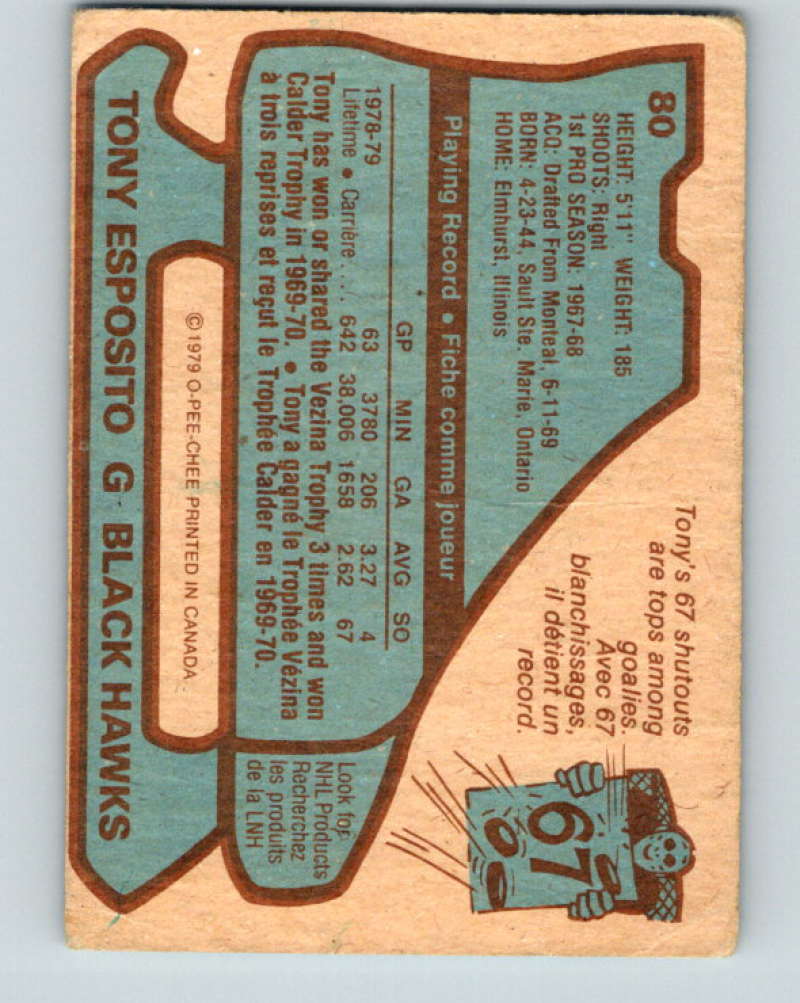 80
HEIGHT: 5'11" WEIGHT: 185
SHOOTS: Right
1st PRO SEASON: 1967-68
ACQ: Drafted From Montreal, 6-11-69
BORN: 4-23-44, Sault Ste. Marie, Ontario
HOME: Elmhurst, Illinois
Tony's 67 shutouts
are tops among
goalies.
Avec 67
blanchissages,
il détient un
record.
67
Playing Record • Fiche comme joueur
GP MIN GA AVG SO
1978-79 63 3780 206 3.27 4
Lifetime • Carrière .../. 642 38,006 1658 2.62 67
Tony has won or shared the Vezina Trophy 3 times and won
Calder Trophy in 1969-70. • Tony a gagné le Trophée Vézina
à trois reprises et reçut le Trophée Calder en 1969-70.
Look for
NHL Products
Recherchez
les produits
de la LNH
©1979 O-PEE-CHEE PRINTED IN CANADA
TONY ESPOSITO G BLACK HAWKS